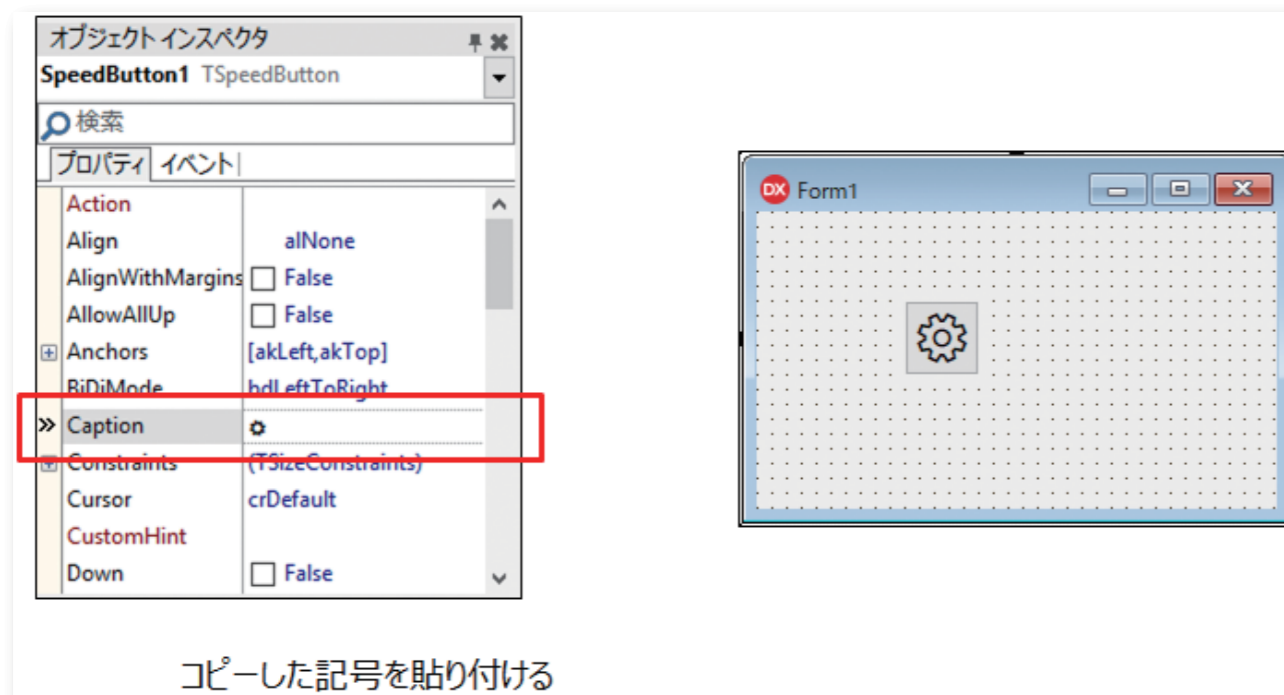 オブジェクト インスペクタ
SpeedButton1 TSpeedButton
検索
プロパティ イベント
Action
Align alNone
AlignWithMargins False
AllowAllUp False
Anchors [akLeft,akTop]
BiDiMode bdLeftToRight
Caption ⚙
Constraints (TSizeConstraints)
Cursor crDefault
CustomHint
Down False
DX Form1
コピーした記号を貼り付ける